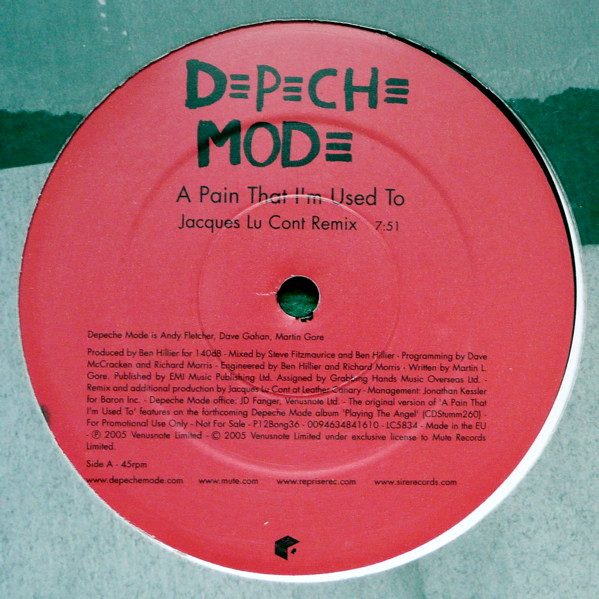 DEPECHE
MODE
A Pain That I'm Used To
Jacques Lu Cont Remix 7:51
Depeche Mode is Andy Fletcher, Dave Gahan, Martin Gore
Produced by Ben Hillier for 140dB - Mixed by Steve Fitzmaurice and Ben Hillier - Programming by Dave
McCracken and Richard Morris - Engineered by Ben Hillier and Richard Morris - Written by Martin L.
Gore. Published by EMI Music Publishing Ltd. Assigned by Grabbing Hands Music Overseas Ltd. -
Remix and additional production by Jacques Lu Cont at Leather Canary - Management: Jonathan Kessler
for Baron Inc. - Depeche Mode office: JD Fanger, Venusnote Ltd. - The original version of 'A Pain That
I'm Used To' features on the forthcoming Depeche Mode album 'Playing The Angel' (CDStumm260) -
For Promotional Use Only - Not For Sale - P12Bong36 - 0094634841610 - LC5834 - Made in the EU
- ℗ 2005 Venusnote Limited - © 2005 Venusnote Limited under exclusive license to Mute Records
Limited.
Side A - 45rpm
www.depechemode.com www.mute.com www.repriserec.com www.sirerecords.com